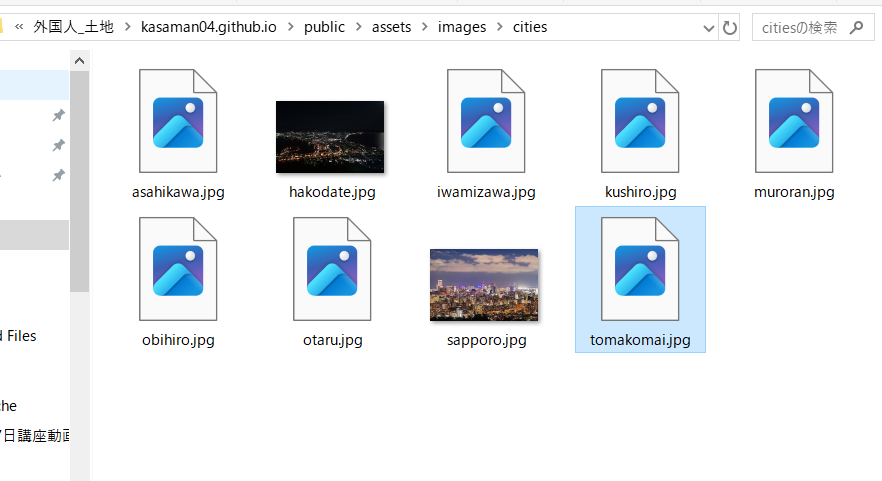 « 外国人_土地 > kasaman04.github.io > public > assets > images > cities
citiesの検索
asahikawa.jpg
hakodate.jpg
iwamizawa.jpg
kushiro.jpg
muroran.jpg
obihiro.jpg
otaru.jpg
sapporo.jpg
tomakomai.jpg
d Files
che
7日講座動画